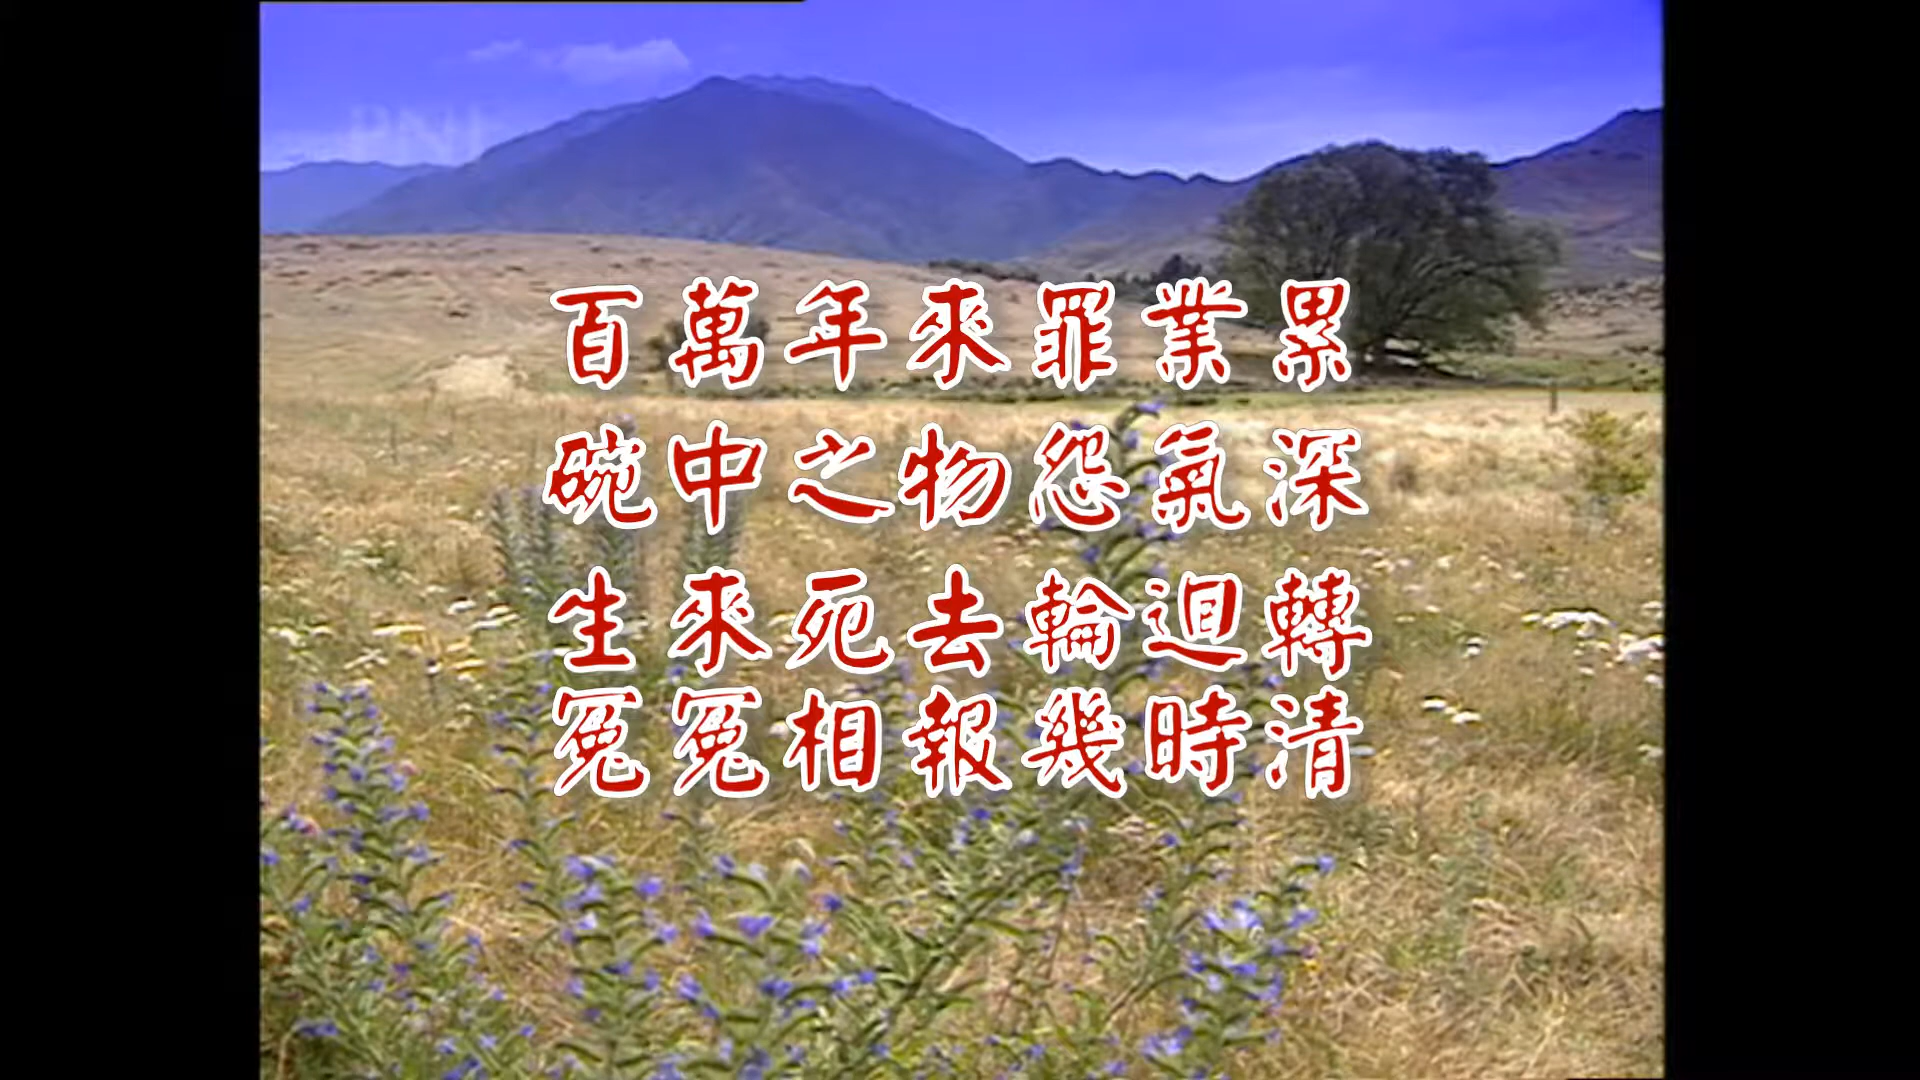 PNJ
百萬年來罪業累
碗中之物怨氣深
生來死去輪迴轉
冤冤相報幾時清